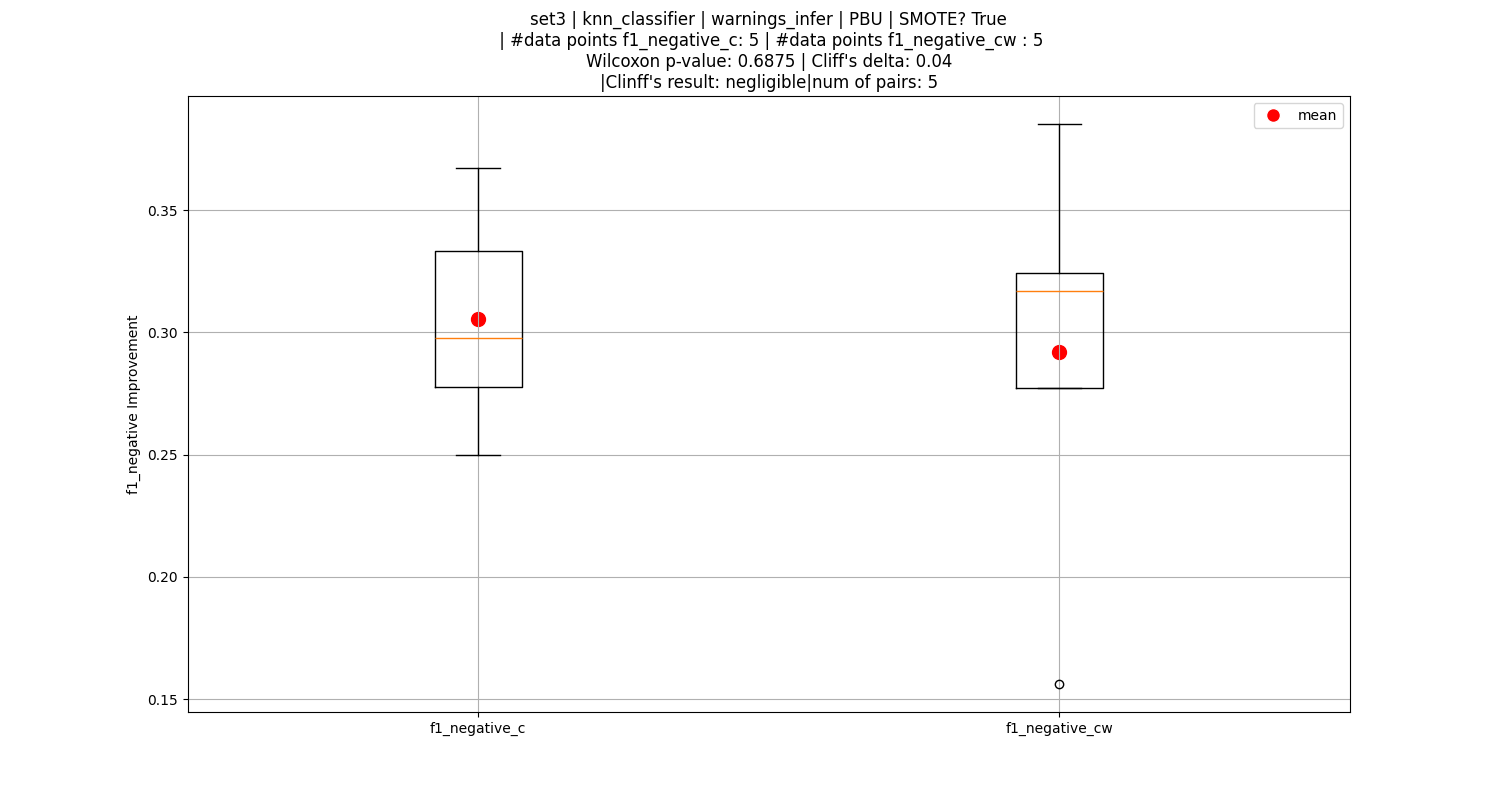 set3 | knn_classifier | warnings_infer | PBU | SMOTE? True
| #data points f1_negative_c: 5 | #data points f1_negative_cw : 5
Wilcoxon p-value: 0.6875 | Cliff's delta: 0.04
|Clinff's result: negligible|num of pairs: 5
mean
0.35
0.30
0.25
0.20
0.15
f1_negative Improvement
f1_negative_c
f1_negative_cw